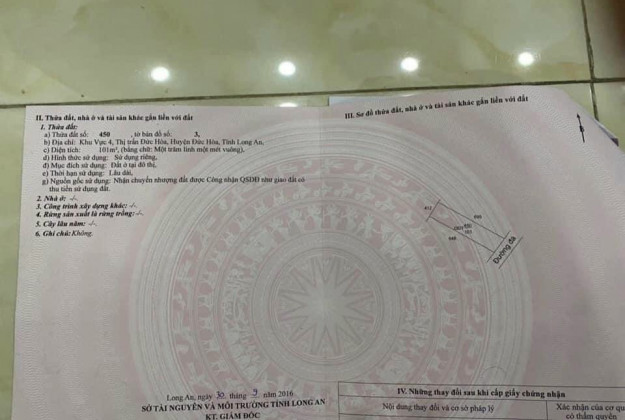 II. Thửa đất, nhà ở và tài sản khác gắn liền với đất
1. Thửa đất:
a) Thửa đất số: 450 , tờ bản đồ số: 3,
b) Địa chỉ: Khu Vực 4, Thị trấn Đức Hòa, Huyện Đức Hòa, Tỉnh Long An,
c) Diện tích: 101m², (bằng chữ: Một trăm linh một mét vuông),
d) Hình thức sử dụng: Sử dụng riêng,
đ) Mục đích sử dụng: Đất ở tại đô thị,
e) Thời hạn sử dụng: Lâu dài,
g) Nguồn gốc sử dụng: Nhận chuyển nhượng đất được Công nhận QSDĐ như giao đất có
thu tiền sử dụng đất.
2. Nhà ở: -/-
3. Công trình xây dựng khác: -/-
4. Rừng sản xuất là rừng trồng: -/-
5. Cây lâu năm: -/-
6. Ghi chú: Không.
Long An, ngày 30 tháng 9 năm 2016
SỞ TÀI NGUYÊN VÀ MÔI TRƯỜNG TỈNH LONG AN
KT. GIÁM ĐỐC
III. Sơ đồ thửa đất, nhà ở và tài sản khác gắn liền với đất
Đường đá
IV. Những thay đổi sau khi cấp giấy chứng nhận
Nội dung thay đổi và cơ sở pháp lý
Xác nhận của cơ qu
có thẩm quyền